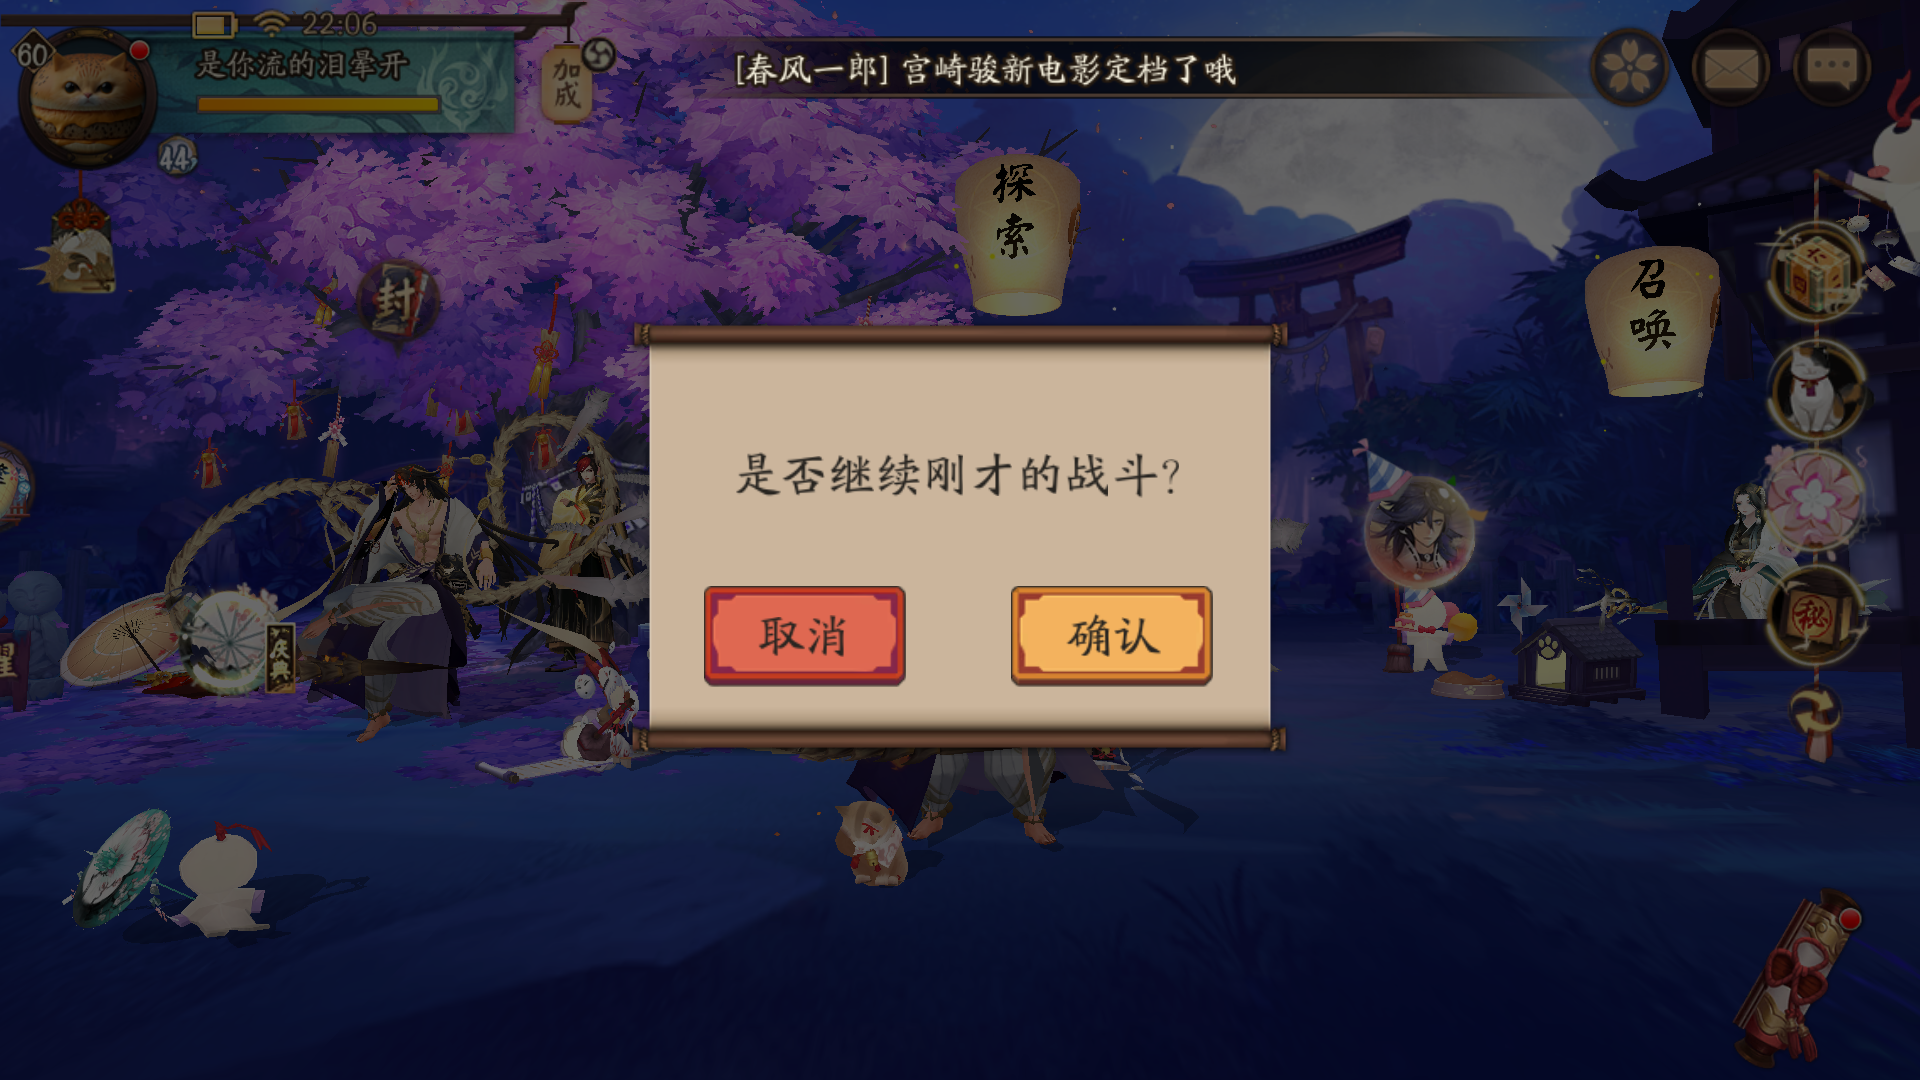 22:06
60
是你流的泪晕开
加成
[春风一郎] 宫崎骏新电影定档了哦
44
探索
召唤
封
是否继续刚才的战斗?
取消
确认
庆典
秘